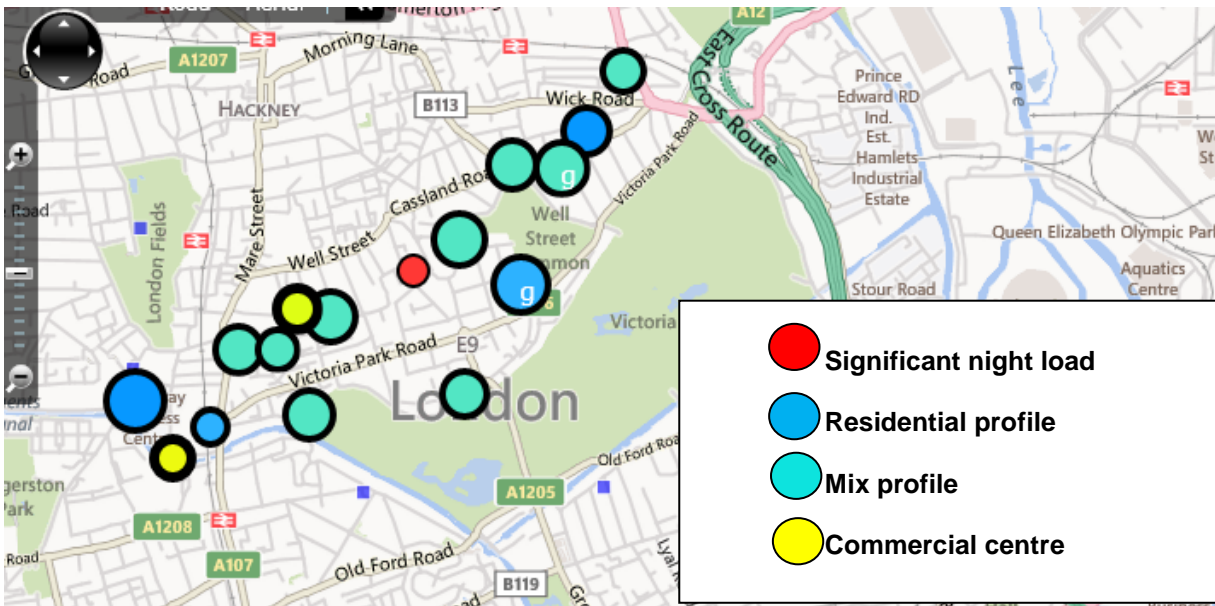 A12
Morning Lane
A1207
Road
HACKNEY
B113
Wick Road
East Cross Route
Prince
Edward RD
Ind.
Est.
Hamlets
Industrial
Estate
Lee
Cassland
Victoria Park Road
Well
Street
London Fields
Mare Street
Well Street
g
g
Queen Elizabeth Olympic
Aquatics
Centre
Stour Road
Victoria
E9
Victoria Park Road
London
Old Ford Road
A1205
A1208
Road
A107
Old Ford Road
B119
Significant night load
Residential profile
Mix profile
Commercial centre